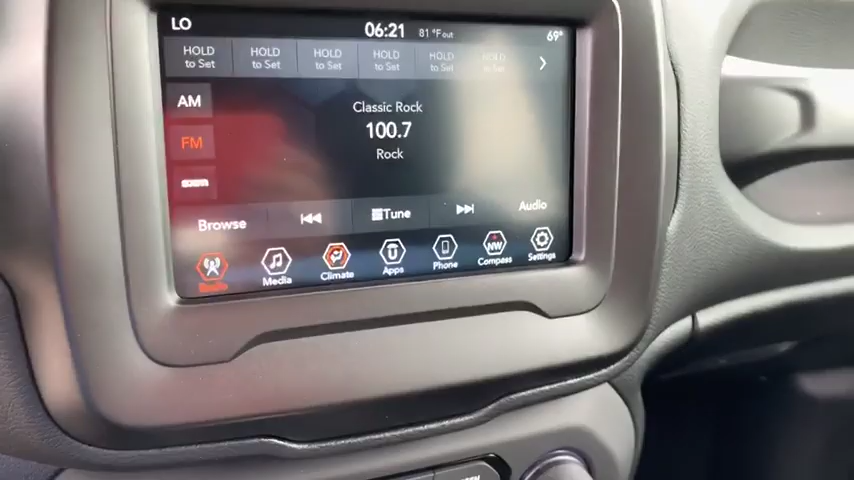 LO 06:21 81 °F out 69°
HOLD to Set HOLD to Set HOLD to Set HOLD to Set HOLD to Set HOLD to Set
AM
Classic Rock
100.7
FM
Rock
Browse Tune Audio
Radio Media Climate Apps Phone NW Compass Settings